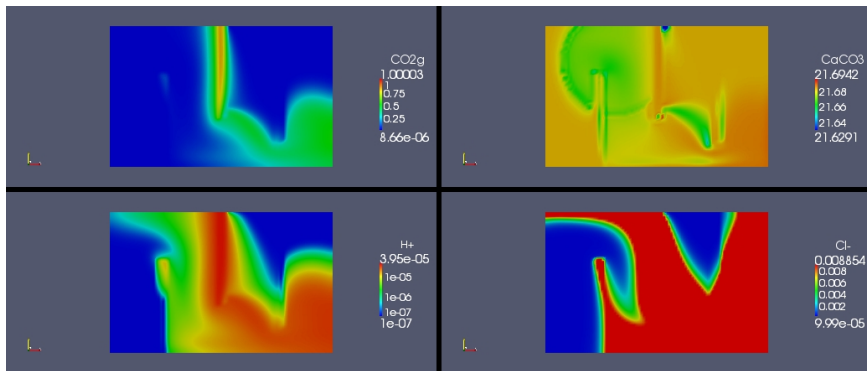 CO2g
1.00003
1
0.75
0.5
0.25
8.66e-06
CaCO3
21.6942
21.68
21.66
21.64
21.6291
H+
3.95e-05
1e-05
1e-06
1e-07
1e-07
Cl-
0.008854
0.008
0.006
0.004
0.002
9.99e-05